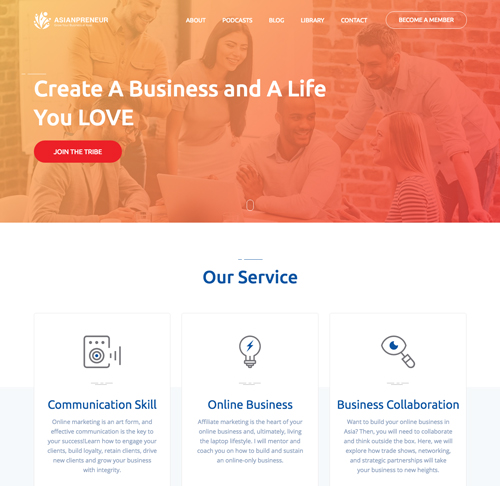 ASIANPRENEUR
ABOUT PODCASTS BLOG LIBRARY CONTACT BECOME A MEMBER
Create A Business and A Life
You LOVE
JOIN THE TRIBE
Our Service
Communication Skill
Online marketing is an art form, and
effective communication is the key to
your success!Learn how to engage your
clients, build loyalty, retain clients, drive
new clients and grow your business
with integrity.
Online Business
Affiliate marketing is the heart of your
online business and, ultimately, living
the laptop lifestyle. I will mentor and
coach you on how to build and sustain
an online-only business.
Business Collaboration
Want to build your online business in
Asia? Then, you will need to collaborate
and think outside the box. Here, we will
explore how trade shows, networking,
and strategic partnerships will take
your business to new heights.